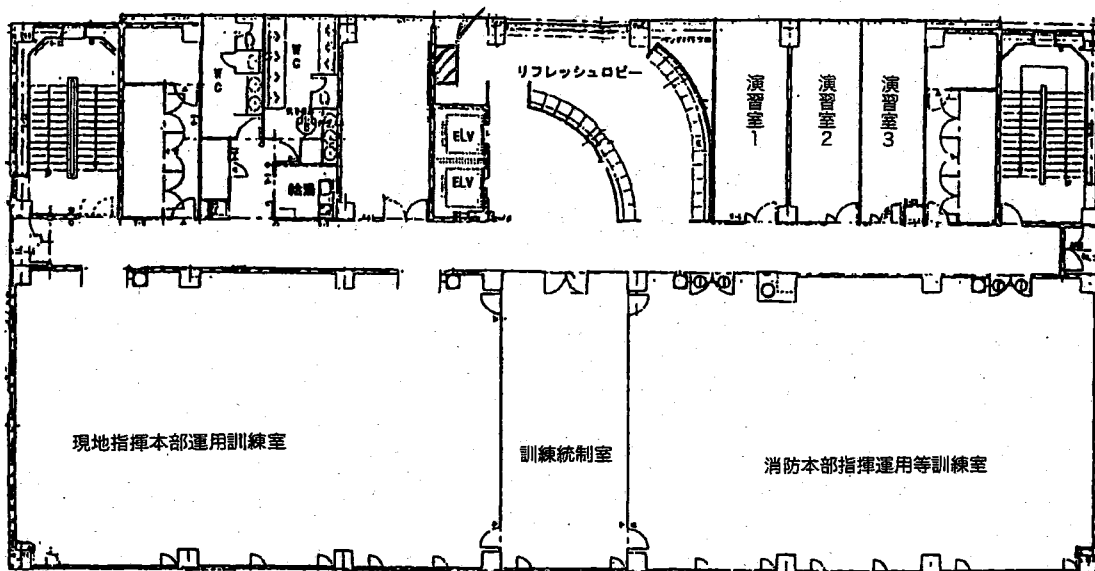 WC
WC
リフレッシュロビー
演習室1
演習室2
演習室3
ELV
ELV
給湯
現地指揮本部運用訓練室
訓練統制室
消防本部指揮運用等訓練室